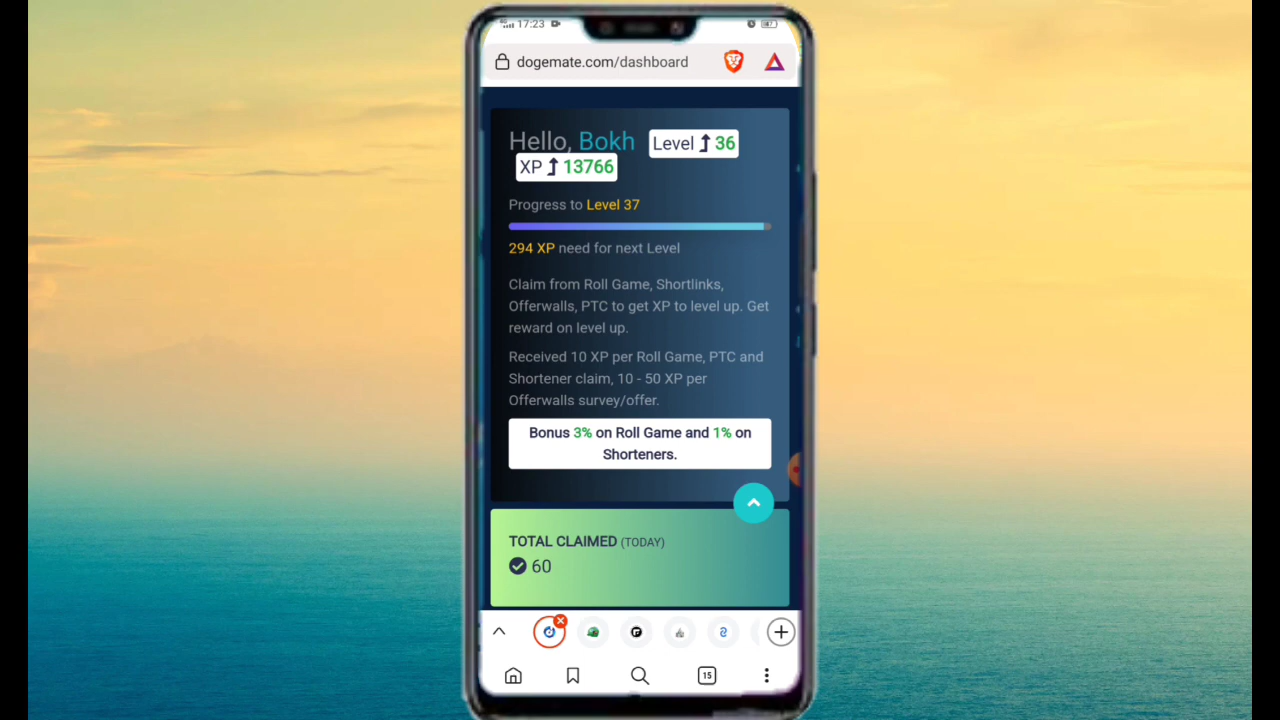 17:23
dogemate.com/dashboard
Hello, Bokh Level 36
XP 13766
Progress to Level 37
294 XP need for next Level
Claim from Roll Game, Shortlinks,
Offerwalls, PTC to get XP to level up. Get
reward on level up.
Received 10 XP per Roll Game, PTC and
Shortener claim, 10 - 50 XP per
Offerwalls survey/offer.
Bonus 3% on Roll Game and 1% on
Shorteners.
TOTAL CLAIMED (TODAY)
60
15